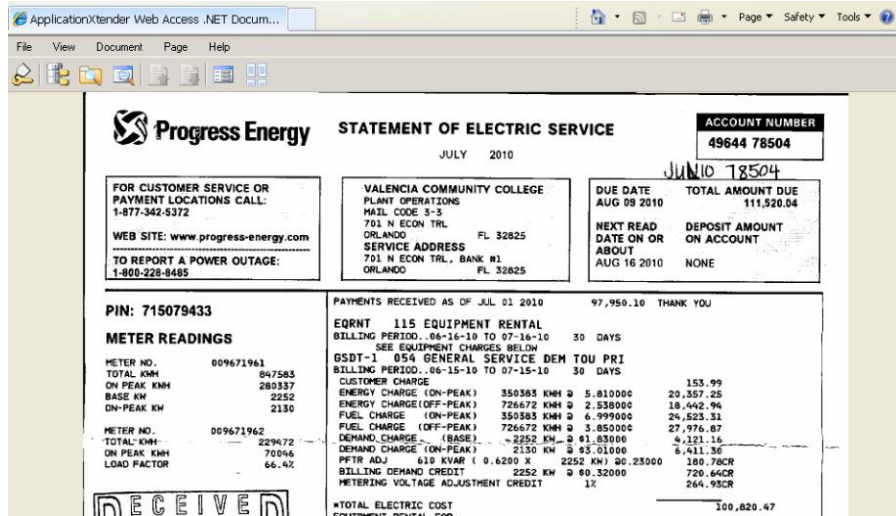 ApplicationXtender Web Access .NET Docum...
Page Safety Tools
File View Document Page Help
Progress Energy
STATEMENT OF ELECTRIC SERVICE
JULY 2010
ACCOUNT NUMBER
49644 78504
JUN10 78504
FOR CUSTOMER SERVICE OR
PAYMENT LOCATIONS CALL:
1-877-342-5372
WEB SITE: www.progress-energy.com
TO REPORT A POWER OUTAGE:
1-800-228-8485
VALENCIA COMMUNITY COLLEGE
PLANT OPERATIONS
MAIL CODE 3-3
701 N ECON TRL
ORLANDO FL 32825
SERVICE ADDRESS
701 N ECON TRL, BANK #1
ORLANDO FL 32825
DUE DATE TOTAL AMOUNT DUE
AUG 09 2010 111,520.04
NEXT READ DEPOSIT AMOUNT
DATE ON OR ON ACCOUNT
ABOUT
AUG 16 2010 NONE
PIN: 715079433
METER READINGS
METER NO. 009671961
TOTAL KWH 847583
ON PEAK KWH 280337
BASE KW 2252
ON-PEAK KW 2130
METER NO. 009671962
TOTAL KWH 229472
ON PEAK KWH 70046
LOAD FACTOR 66.4%
RECEIVED
PAYMENTS RECEIVED AS OF JUL 01 2010 97,950.10 THANK YOU
EQRNT 115 EQUIPMENT RENTAL
BILLING PERIOD..06-16-10 TO 07-16-10 30 DAYS
SEE EQUIPMENT CHARGES BELOW
GSDT-1 054 GENERAL SERVICE DEM TOU PRI
BILLING PERIOD..06-15-10 TO 07-15-10 30 DAYS
CUSTOMER CHARGE 153.99
ENERGY CHARGE (ON-PEAK) 350383 KWH @ 5.81000¢ 20,357.25
ENERGY CHARGE(OFF-PEAK) 726672 KWH @ 2.53800¢ 18,442.94
FUEL CHARGE (ON-PEAK) 350383 KWH @ 6.99900¢ 24,523.31
FUEL CHARGE (OFF-PEAK) 726672 KWH @ 3.85000¢ 27,976.87
DEMAND CHARGE (BASE) 2252 KW @ $1.83000 4,121.16
DEMAND CHARGE (ON-PEAK) 2130 KW @ $3.01000 6,411.30
PFTR ADJ 610 KVAR ( 0.6200 X 2252 KW) @0.23000 180.78CR
BILLING DEMAND CREDIT 2252 KW @ $0.32000 720.64CR
METERING VOLTAGE ADJUSTMENT CREDIT 1% 264.93CR
*TOTAL ELECTRIC COST 100,820.47
EQUIPMENT RENTAL FOR